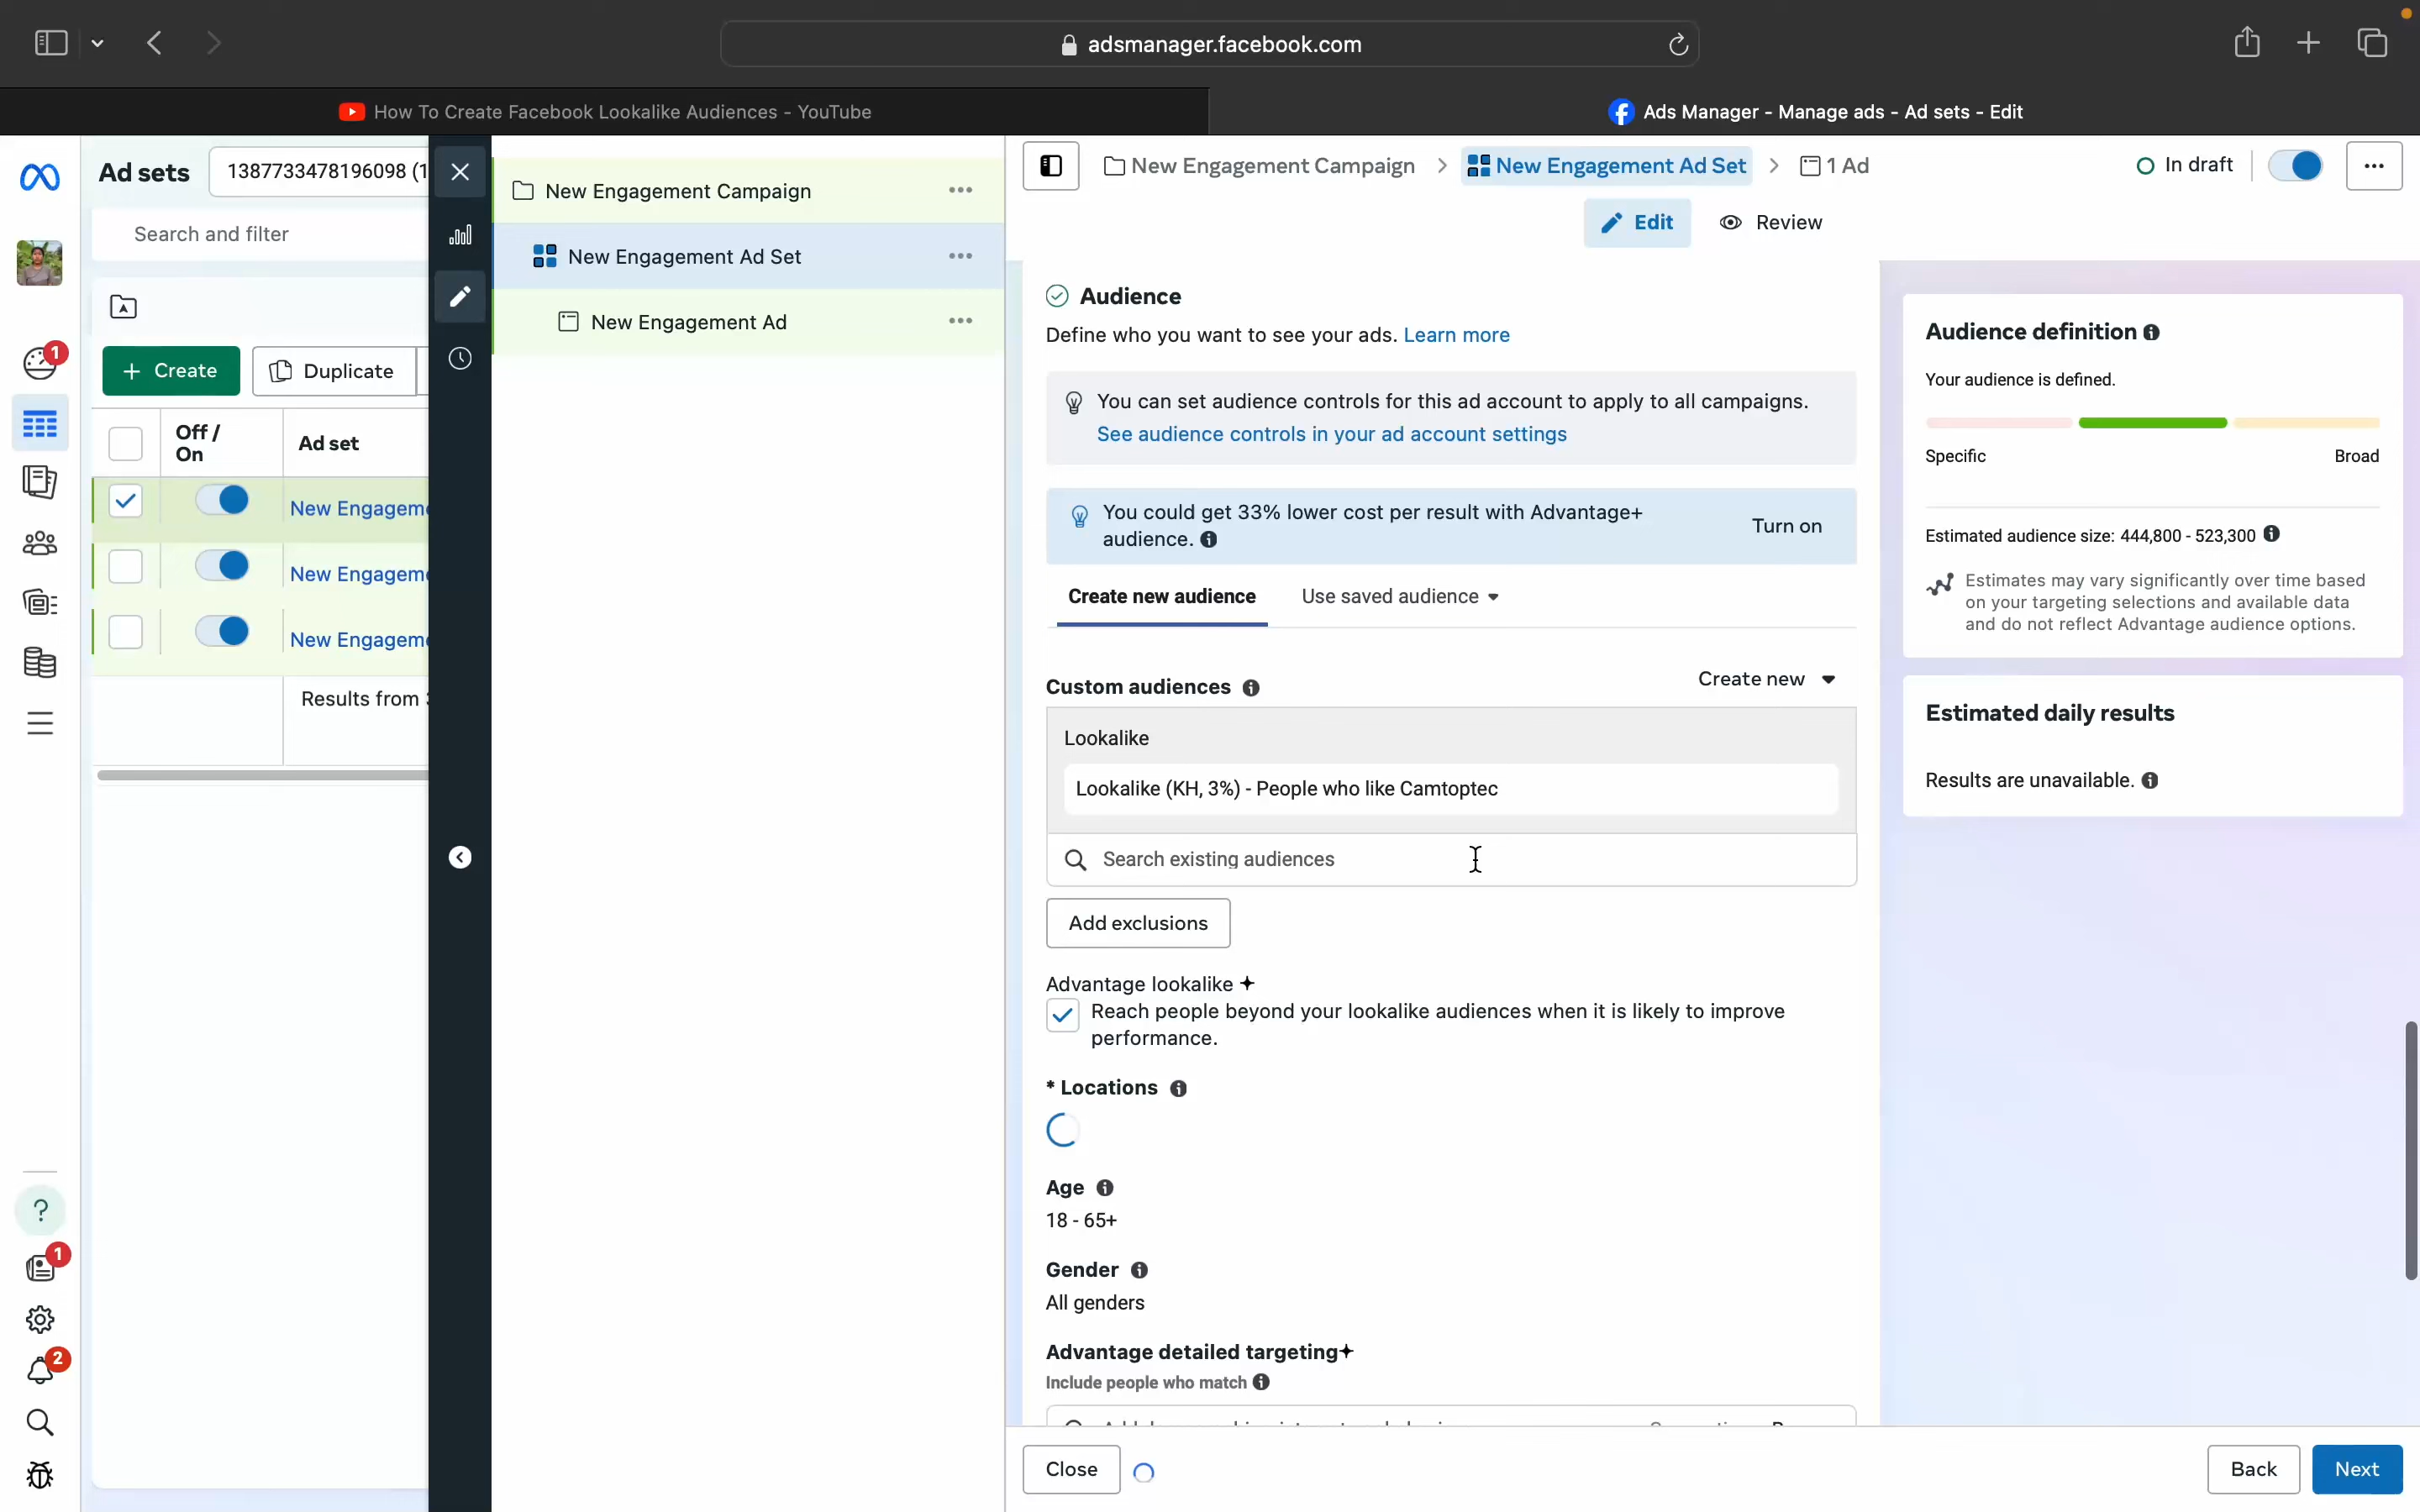 adsmanager.facebook.com
How To Create Facebook Lookalike Audiences - YouTube
Ads Manager - Manage ads - Ad sets - Edit
Ad sets
1387733478196098 (1
Search and filter
+ Create
Duplicate
Off /
On
Ad set
New Engagem
New Engagem
New Engagem
Results from
1
?
1
2
New Engagement Campaign
New Engagement Ad Set
New Engagement Ad
New Engagement Campaign
New Engagement Ad Set
1 Ad
In draft
Edit
Review
Audience
Define who you want to see your ads. Learn more
You can set audience controls for this ad account to apply to all campaigns.
See audience controls in your ad account settings
You could get 33% lower cost per result with Advantage+
audience.
Turn on
Create new audience
Use saved audience
Custom audiences
Create new
Lookalike
Lookalike (KH, 3%) - People who like Camtoptec
Search existing audiences
Add exclusions
Advantage lookalike
Reach people beyond your lookalike audiences when it is likely to improve
performance.
* Locations
Age
18 - 65+
Gender
All genders
Advantage detailed targeting
Include people who match
Close
Back
Next
Audience definition
Your audience is defined.
Specific
Broad
Estimated audience size: 444,800 - 523,300
Estimates may vary significantly over time based
on your targeting selections and available data
and do not reflect Advantage audience options.
Estimated daily results
Results are unavailable.